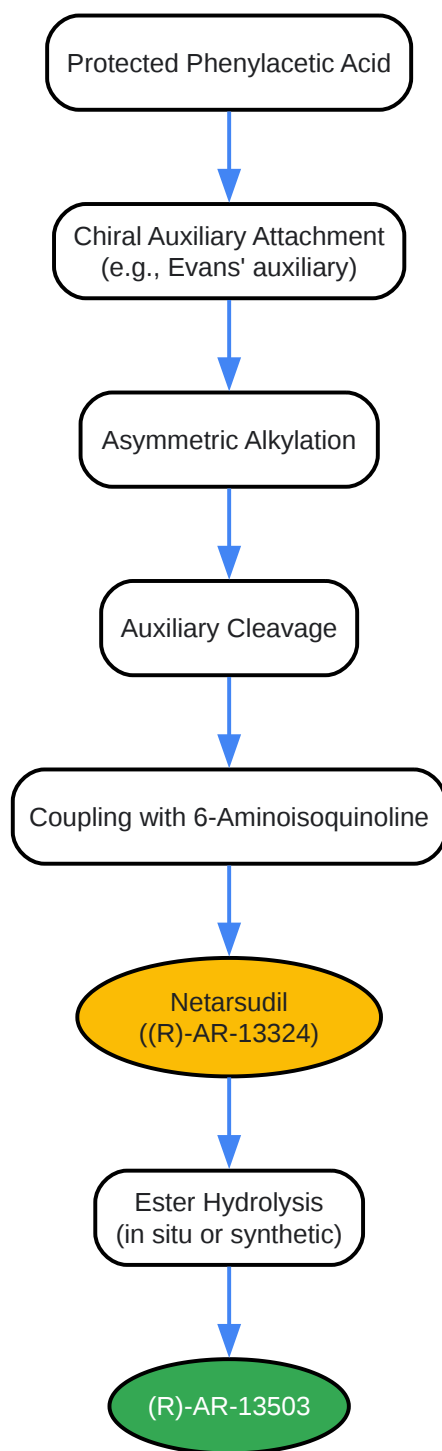 Protected Phenylacetic Acid
Chiral Auxiliary Attachment
(e.g., Evans' auxiliary)
Asymmetric Alkylation
Auxiliary Cleavage
Coupling with 6-Aminoisoquinoline
Netarsudil
((R)-AR-13324)
Ester Hydrolysis
(in situ or synthetic)
(R)-AR-13503